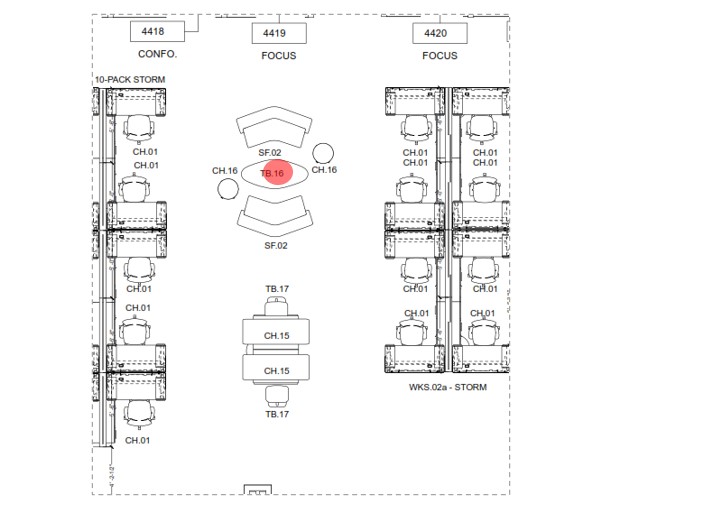 4418
4419
4420
CONFO.
FOCUS
FOCUS
10-PACK STORM
CH.01
CH.01
SF.02
CH.16
TB.16
CH.16
SF.02
CH.01
CH.01
CH.01
CH.01
CH.01
CH.01
CH.01
CH.01
CH.01
CH.01
CH.01
TB.17
CH.15
CH.15
TB.17
WKS.02a - STORM